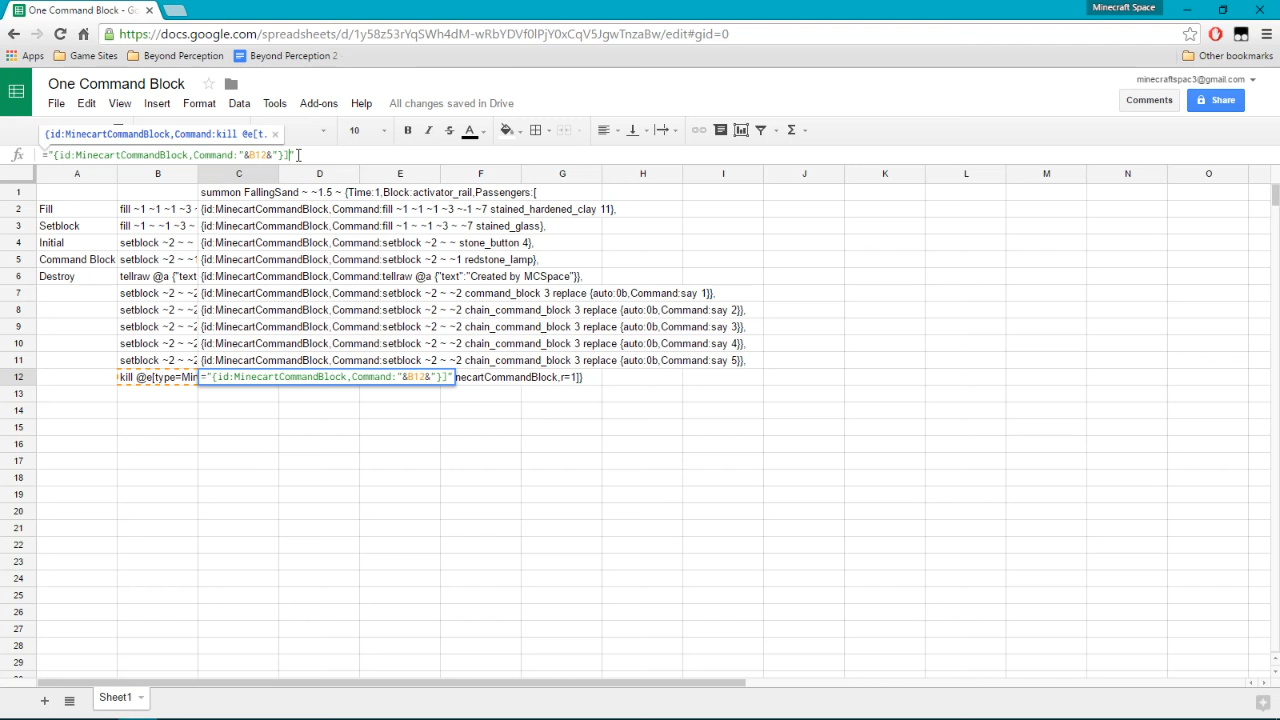 One Command Block - Go
Minecraft Space
https://docs.google.com/spreadsheets/d/1y58z53rYqSWh4dM-wRbYDVf0lPjY0xCqV5JgwTnzaBw/edit#gid=0
Apps Game Sites Beyond Perception Beyond Perception 2 Other bookmarks
One Command Block minecraftspac3@gmail.com
File Edit View Insert Format Data Tools Add-ons Help All changes saved in Drive Comments Share
{id:MinecartCommandBlock,Command:kill @e[t. × 10 B I S A Σ
fx ="{id:MinecartCommandBlock,Command:"&B12&"}]"
A B C D E F G H I J K L M N O
1 summon FallingSand ~ ~1.5 ~ {Time:1,Block:activator_rail,Passengers:[
2 Fill fill ~1 ~1 ~1 ~3 ~ {id:MinecartCommandBlock,Command:fill ~1 ~1 ~1 ~3 ~-1 ~7 stained_hardened_clay 11},
3 Setblock fill ~1 ~ ~1 ~3 ~ {id:MinecartCommandBlock,Command:fill ~1 ~ ~1 ~3 ~ ~7 stained_glass},
4 Initial setblock ~2 ~ ~ {id:MinecartCommandBlock,Command:setblock ~2 ~ ~ stone_button 4},
5 Command Block setblock ~2 ~ ~1 {id:MinecartCommandBlock,Command:setblock ~2 ~ ~1 redstone_lamp},
6 Destroy tellraw @a {"text {id:MinecartCommandBlock,Command:tellraw @a {"text":"Created by MCSpace"}},
7 setblock ~2 ~ ~2 {id:MinecartCommandBlock,Command:setblock ~2 ~ ~2 command_block 3 replace {auto:0b,Command:say 1}},
8 setblock ~2 ~ ~2 {id:MinecartCommandBlock,Command:setblock ~2 ~ ~2 chain_command_block 3 replace {auto:0b,Command:say 2}},
9 setblock ~2 ~ ~2 {id:MinecartCommandBlock,Command:setblock ~2 ~ ~2 chain_command_block 3 replace {auto:0b,Command:say 3}},
10 setblock ~2 ~ ~2 {id:MinecartCommandBlock,Command:setblock ~2 ~ ~2 chain_command_block 3 replace {auto:0b,Command:say 4}},
11 setblock ~2 ~ ~2 {id:MinecartCommandBlock,Command:setblock ~2 ~ ~2 chain_command_block 3 replace {auto:0b,Command:say 5}},
12 kill @e[type=Min ="{id:MinecartCommandBlock,Command:"&B12&"}]" necartCommandBlock,r=1]}
13
14
15
16
17
18
19
20
21
22
23
24
25
26
27
28
29
Sheet1